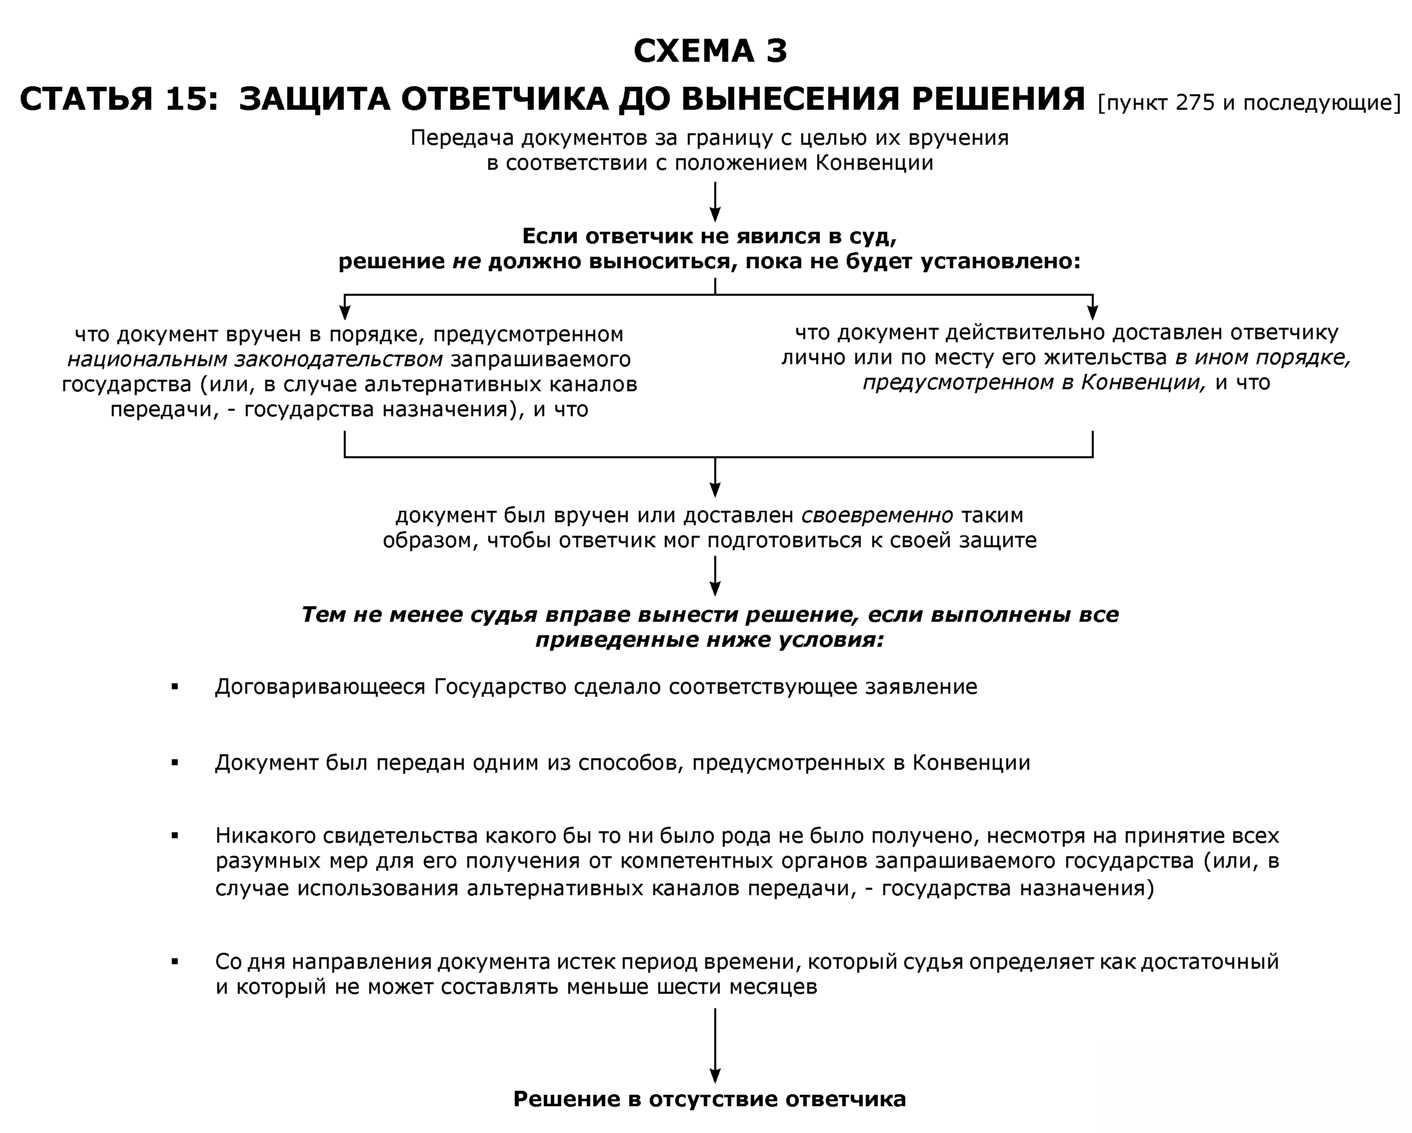 СХЕМА 3
СТАТЬЯ 15: ЗАЩИТА ОТВЕТЧИКА ДО ВЫНЕСЕНИЯ РЕШЕНИЯ [пункт 275 и последующие]
Передача документов за границу с целью их вручения
в соответствии с положением Конвенции
Если ответчик не явился в суд,
решение не должно выноситься, пока не будет установлено:
что документ вручен в порядке, предусмотренном
национальным законодательством запрашиваемого
государства (или, в случае альтернативных каналов
передачи, - государства назначения), и что
что документ действительно доставлен ответчику
лично или по месту его жительства в ином порядке,
предусмотренном в Конвенции, и что
документ был вручен или доставлен своевременно таким
образом, чтобы ответчик мог подготовиться к своей защите
Тем не менее судья вправе вынести решение, если выполнены все
приведенные ниже условия:
▪ Договаривающееся Государство сделало соответствующее заявление
▪ Документ был передан одним из способов, предусмотренных в Конвенции
▪ Никакого свидетельства какого бы то ни было рода не было получено, несмотря на принятие всех
разумных мер для его получения от компетентных органов запрашиваемого государства (или, в
случае использования альтернативных каналов передачи, - государства назначения)
▪ Со дня направления документа истек период времени, который судья определяет как достаточный
и который не может составлять меньше шести месяцев
Решение в отсутствие ответчика